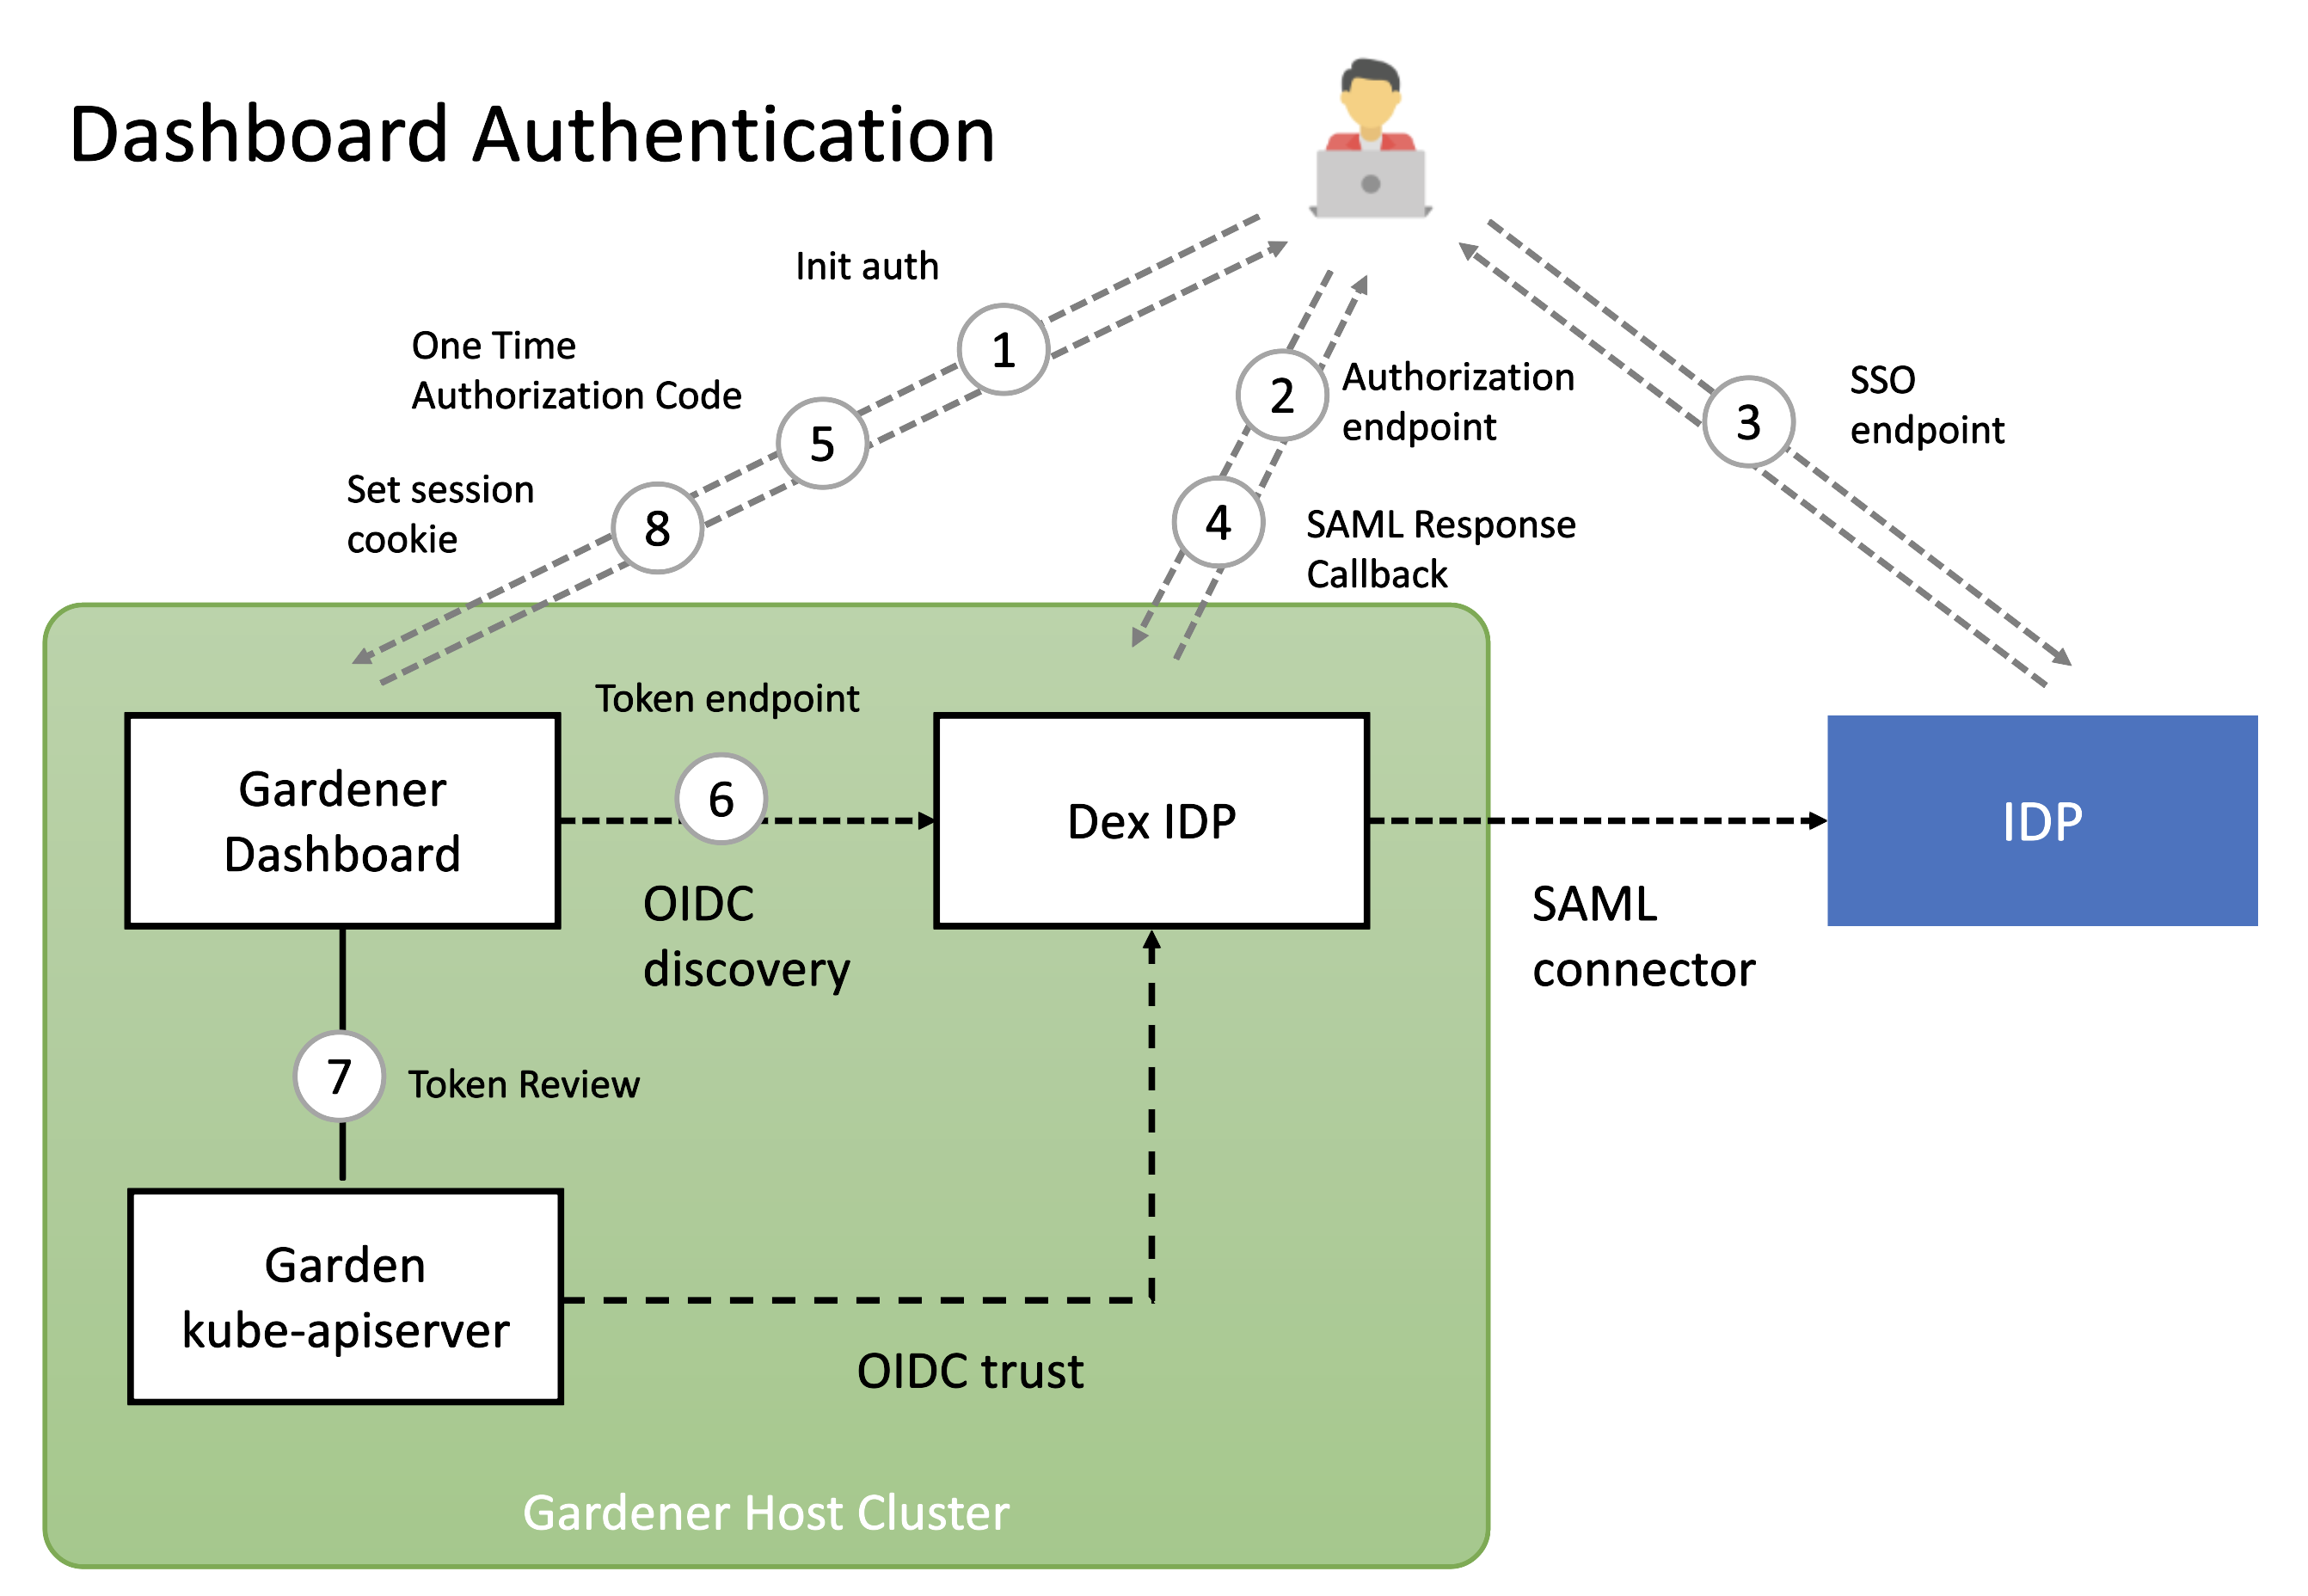 Dashboard Authentication
Init auth
1
One Time
Authorization Code
5
Set session
cookie
8
2
Authorization
endpoint
4
SAML Response
Callback
3
SSO
endpoint
Token endpoint
6
Gardener
Dashboard
OIDC
discovery
Dex IDP
SAML
connector
IDP
7
Token Review
Garden
kube-apiserver
OIDC trust
Gardener Host Cluster